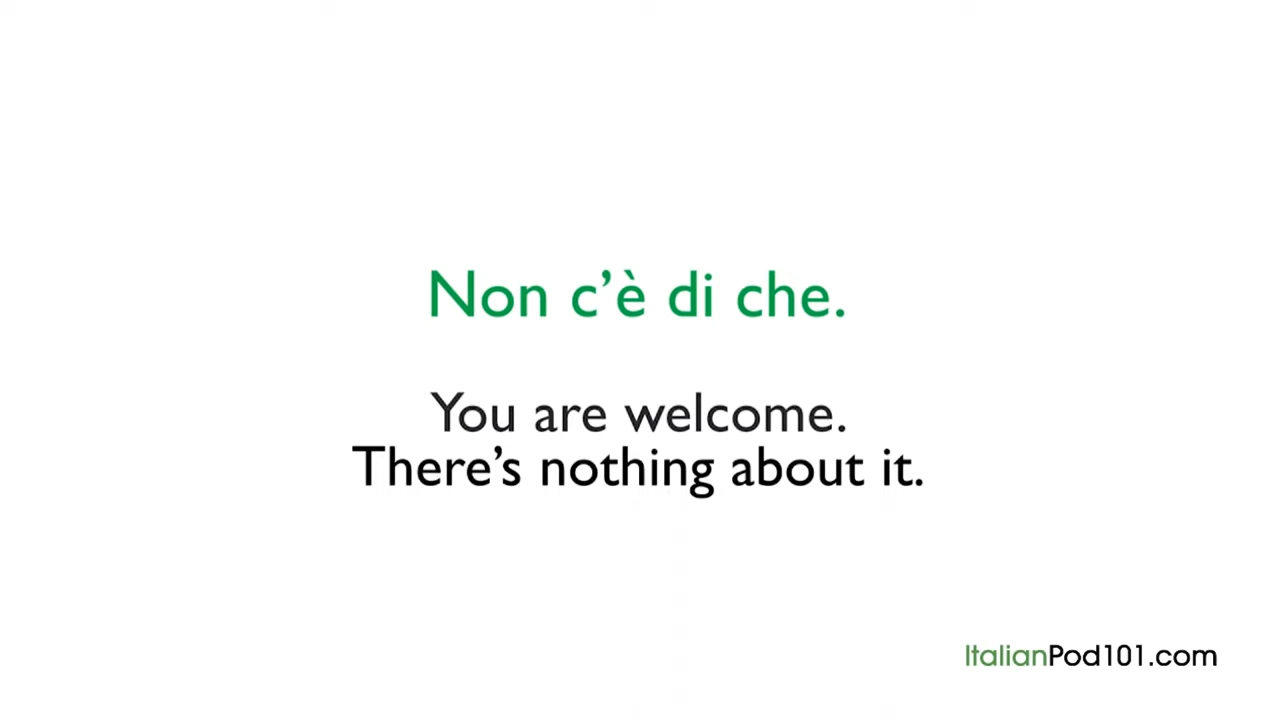 Non c’è di che.
You are welcome.
There’s nothing about it.
ItalianPod101.com